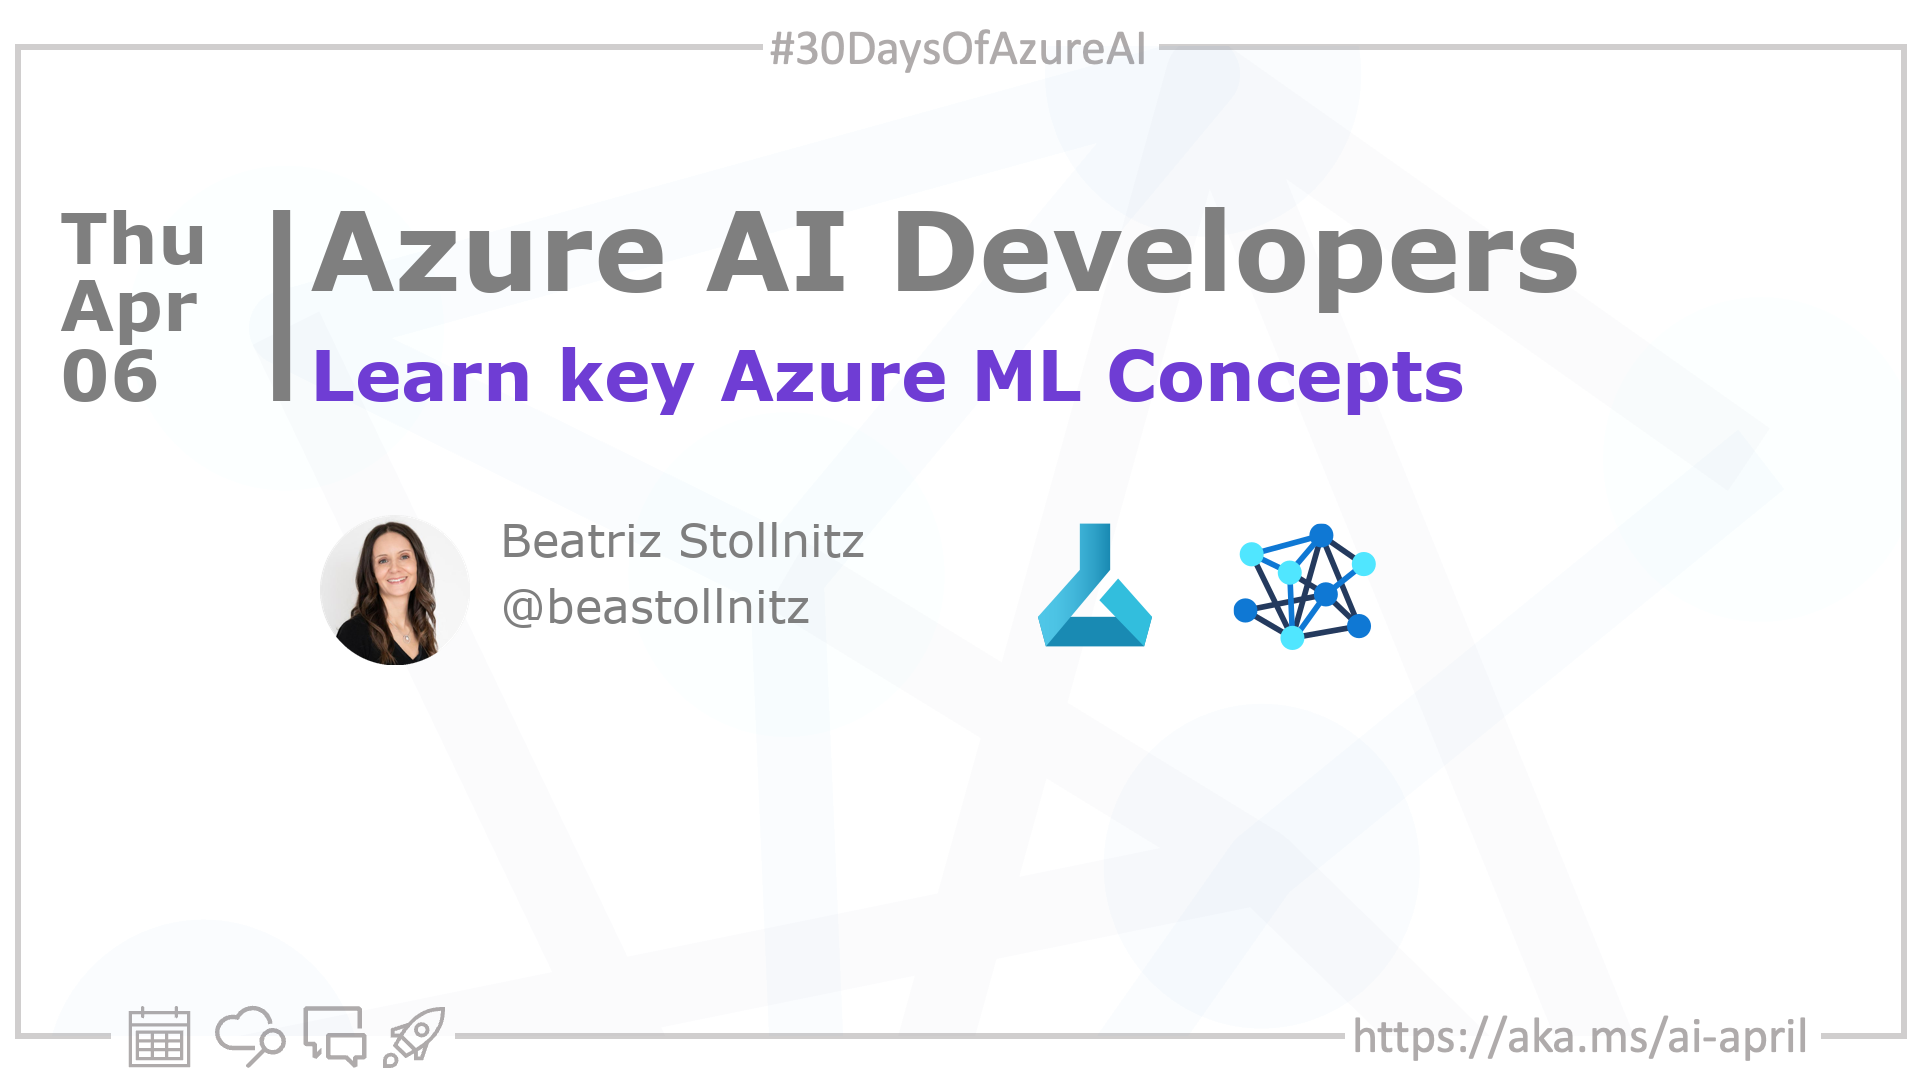 #30DaysOfAzureAI
Thu
Apr
06
Azure AI Developers
Learn key Azure ML Concepts
Beatriz Stollnitz
@beastollnitz
https://aka.ms/ai-april